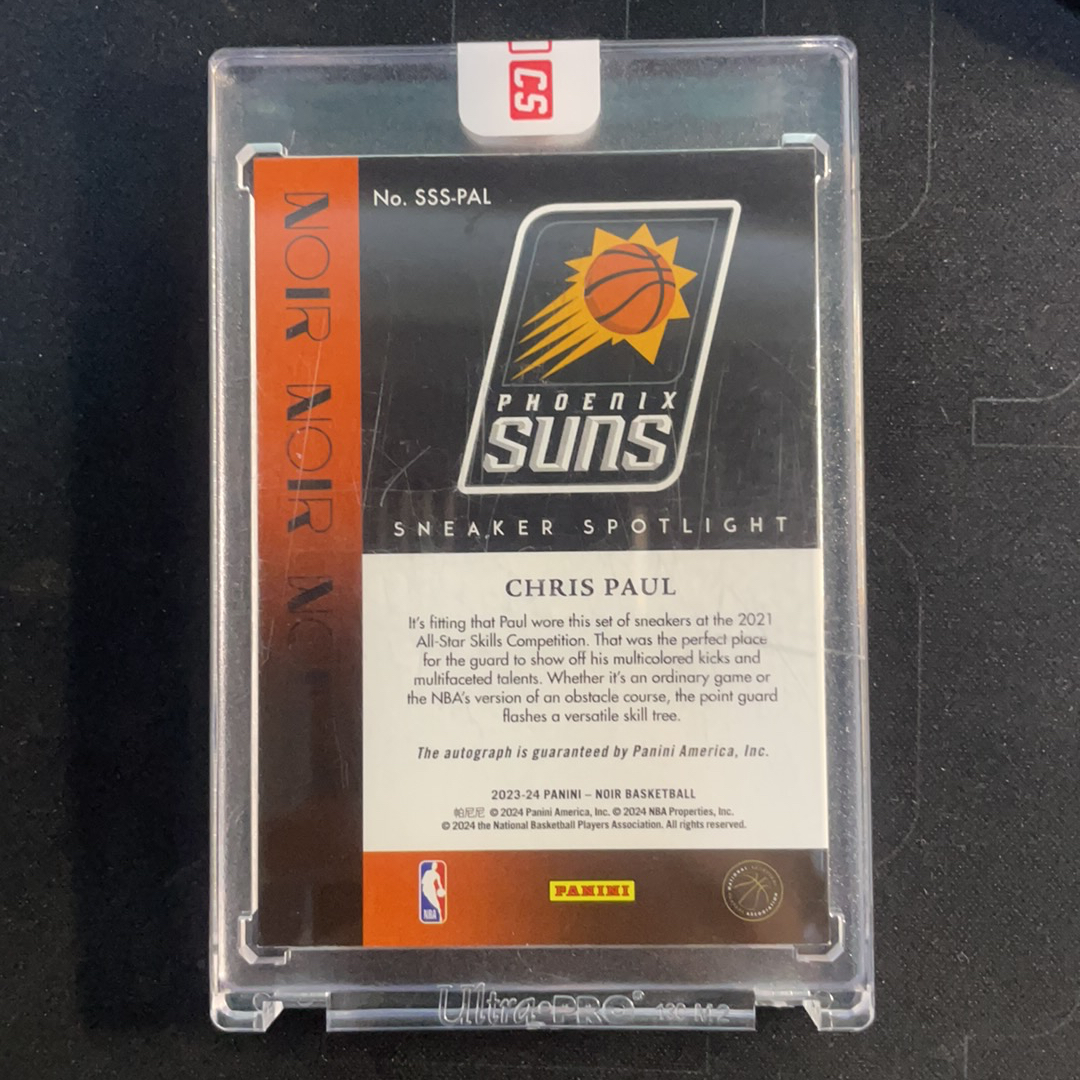 CS
No. SSS-PAL
NOIR NOIR
PHOENIX
SUNS
SNEAKER SPOTLIGHT
CHRIS PAUL
It's fitting that Paul wore this set of sneakers at the 2021
All-Star Skills Competition. That was the perfect place
for the guard to show off his multicolored kicks and
multifaceted talents. Whether it's an ordinary game or
the NBA's version of an obstacle course, the point guard
flashes a versatile skill tree.
The autograph is guaranteed by Panini America, Inc.
2023-24 PANINI – NOIR BASKETBALL
帕尼尼 © 2024 Panini America, Inc. © 2024 NBA Properties, Inc.
© 2024 the National Basketball Players Association. All rights reserved.
NBA
PANINI
Ultra•PRO®